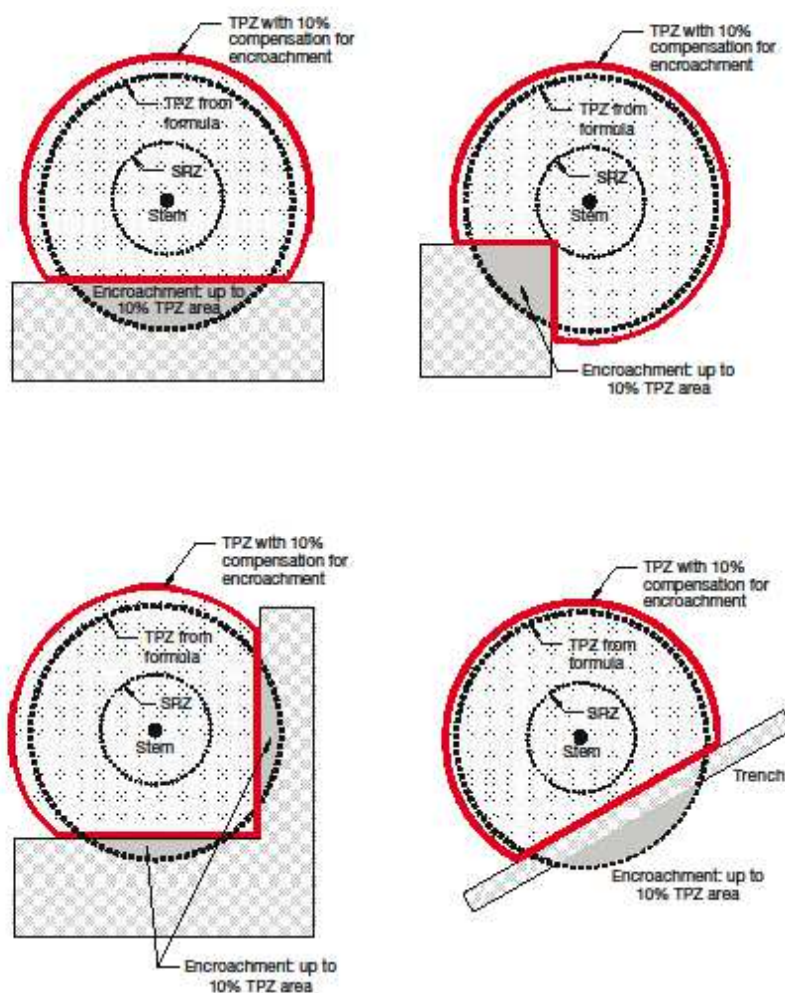 TPZ with 10%
compensation for
encroachment
TPZ from
formula
SRZ
Stem
Encroachment: up to
10% TPZ area
TPZ with 10%
compensation for
encroachment
TPZ from
formula
SRZ
Stem
Encroachment: up to
10% TPZ area
TPZ with 10%
compensation for
encroachment
TPZ from
formula
SRZ
Stem
Encroachment: up to
10% TPZ area
TPZ with 10%
compensation for
encroachment
TPZ from
formula
SRZ
Stem
Trench
Encroachment: up to
10% TPZ area